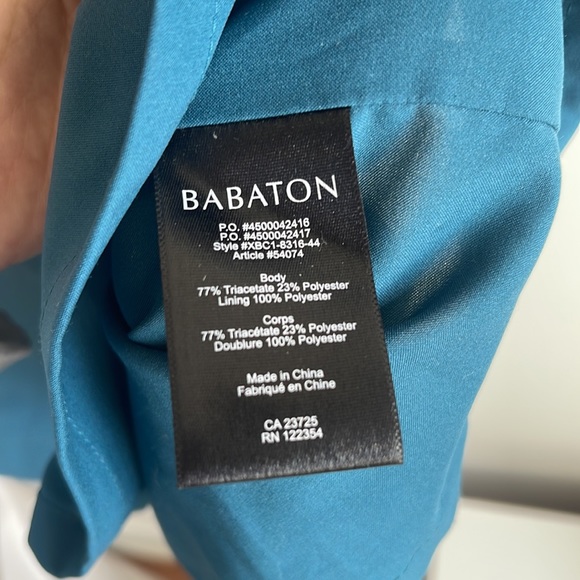 BABATON
P.O. #4500042416
P.O. #4500042417
Style #XBC1-8316-44
Article #54074
Body
77% Triacetate 23% Polyester
Lining 100% Polyester
Corps
77% Triacétate 23% Polyester
Doublure 100% Polyester
Made in China
Fabriqué en Chine
CA 23725
RN 122354